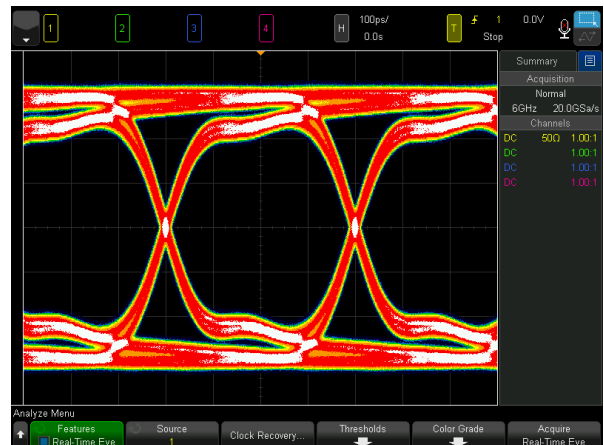 1 2 3 4 H 100ps/ 0.0s T 1 0.0V Stop
Summary
Acquisition
Normal
6GHz 20.0GSa/s
Channels
DC 50Ω 1.00:1
DC 1.00:1
DC 1.00:1
DC 1.00:1
Analyze Menu
Features Source Clock Recovery... Thresholds Color Grade Acquire
Real-Time Eye 1 Real-Time Eye